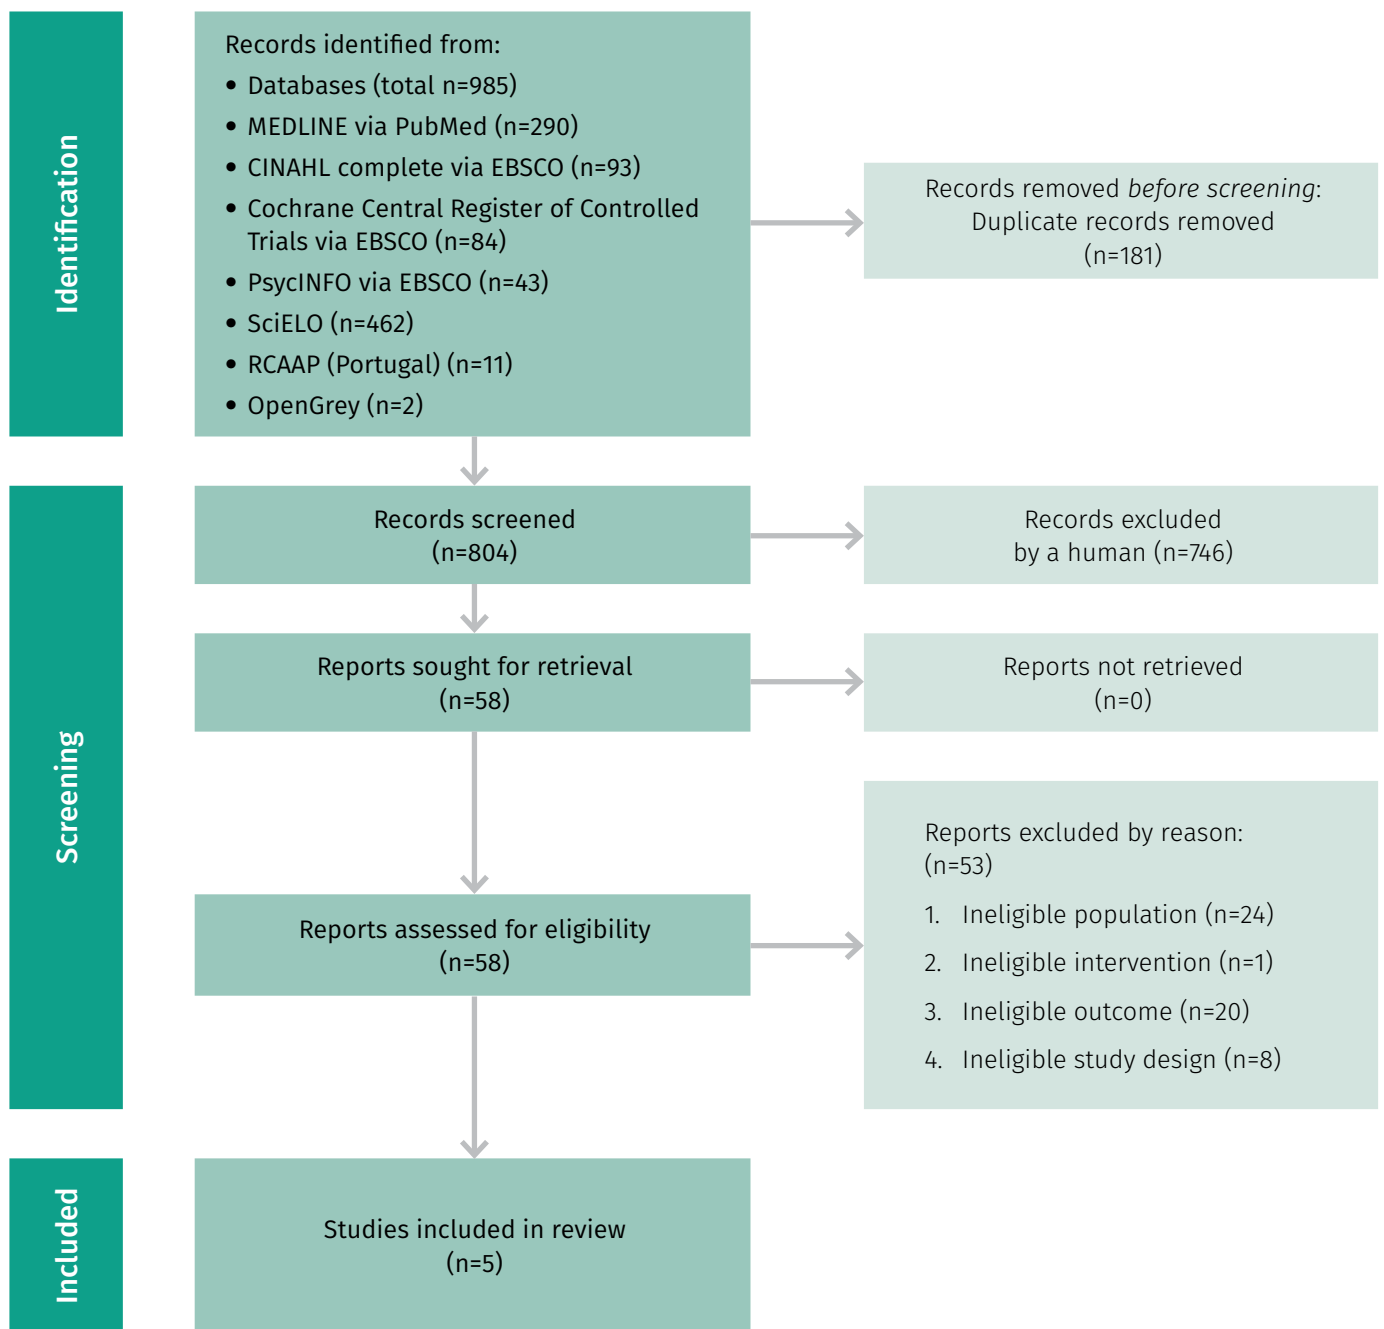 Identification
Records identified from:
• Databases (total n=985)
• MEDLINE via PubMed (n=290)
• CINAHL complete via EBSCO (n=93)
• Cochrane Central Register of Controlled
Trials via EBSCO (n=84)
• PsycINFO via EBSCO (n=43)
• SciELO (n=462)
• RCAAP (Portugal) (n=11)
• OpenGrey (n=2)
Records removed before screening:
Duplicate records removed
(n=181)
Screening
Records screened
(n=804)
Records excluded
by a human (n=746)
Reports sought for retrieval
(n=58)
Reports not retrieved
(n=0)
Reports assessed for eligibility
(n=58)
Reports excluded by reason:
(n=53)
1. Ineligible population (n=24)
2. Ineligible intervention (n=1)
3. Ineligible outcome (n=20)
4. Ineligible study design (n=8)
Included
Studies included in review
(n=5)